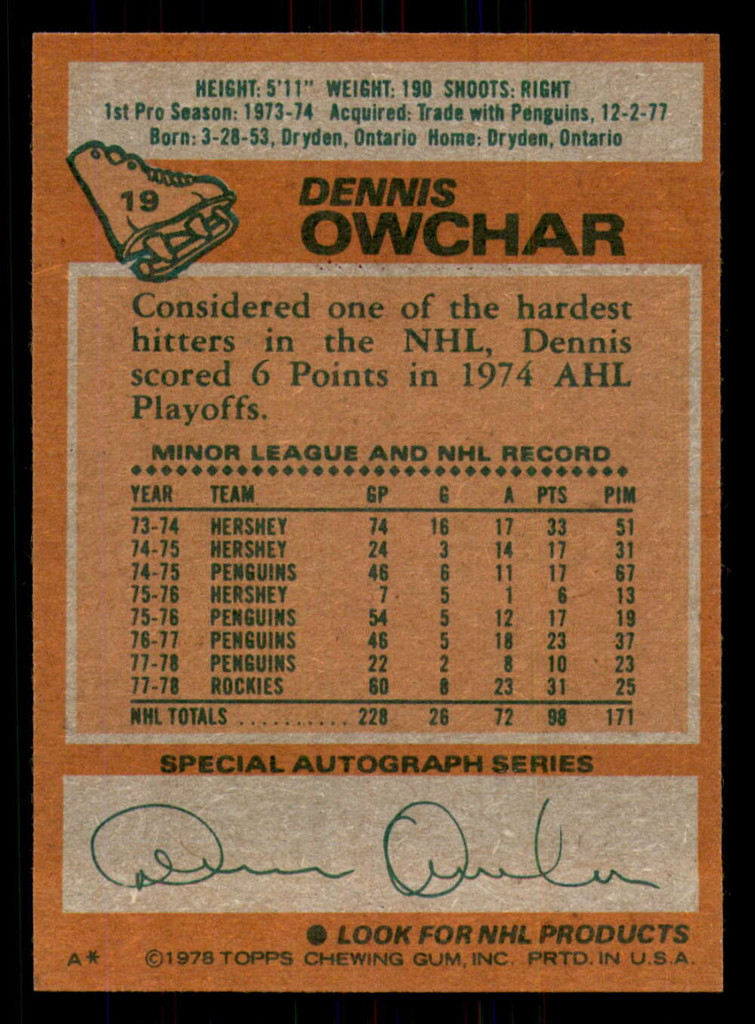 HEIGHT: 5'11" WEIGHT: 190 SHOOTS: RIGHT
1st Pro Season: 1973-74 Acquired: Trade with Penguins, 12-2-77
Born: 3-28-53, Dryden, Ontario Home: Dryden, Ontario
19
DENNIS
OWCHAR
Considered one of the hardest
hitters in the NHL, Dennis
scored 6 Points in 1974 AHL
Playoffs.
MINOR LEAGUE AND NHL RECORD
YEAR TEAM GP G A PTS PIM
73-74 HERSHEY 74 16 17 33 51
74-75 HERSHEY 24 3 14 17 31
74-75 PENGUINS 46 6 11 17 67
75-76 HERSHEY 7 5 1 6 13
75-76 PENGUINS 54 5 12 17 19
76-77 PENGUINS 46 5 18 23 37
77-78 PENGUINS 22 2 8 10 23
77-78 ROCKIES 60 8 23 31 25
NHL TOTALS .......... 228 26 72 98 171
SPECIAL AUTOGRAPH SERIES
Dennis Owchar
● LOOK FOR NHL PRODUCTS
A* ©1978 TOPPS CHEWING GUM, INC. PRTD. IN U.S.A.